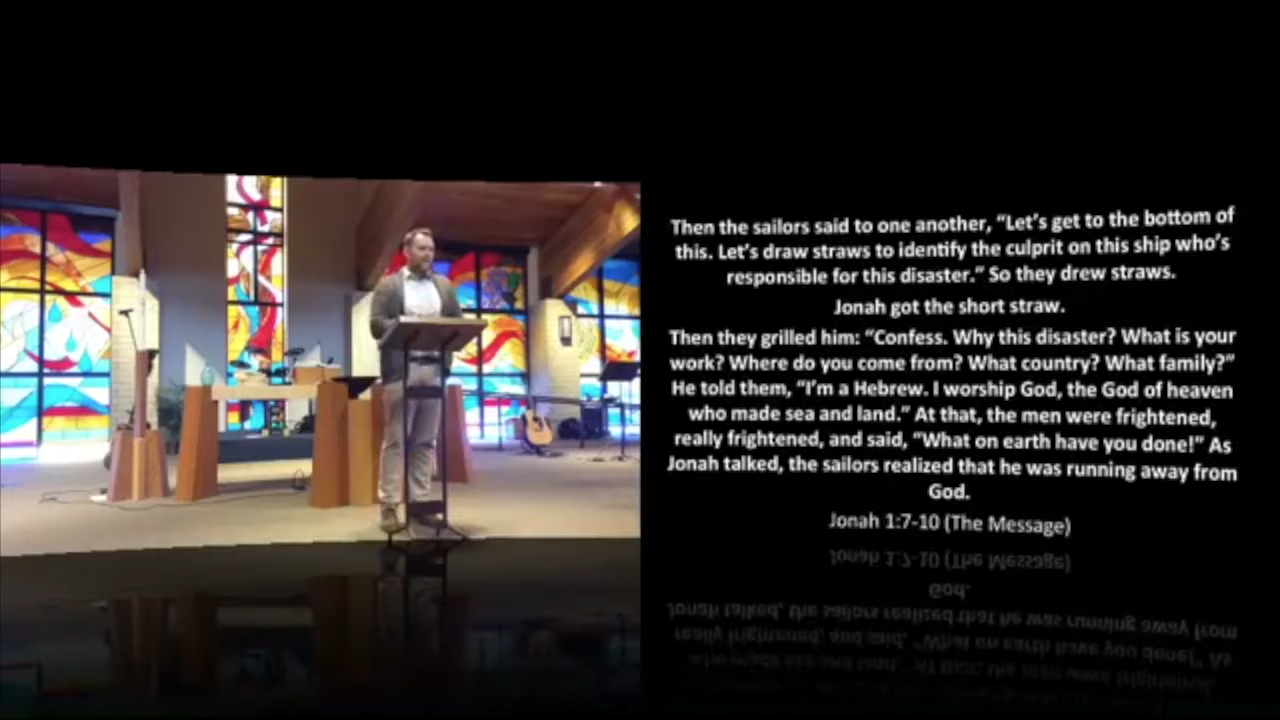 Then the sailors said to one another, “Let’s get to the bottom of
this. Let’s draw straws to identify the culprit on this ship who’s
responsible for this disaster.” So they drew straws.
Jonah got the short straw.
Then they grilled him: “Confess. Why this disaster? What is your
work? Where do you come from? What country? What family?”
He told them, “I’m a Hebrew. I worship God, the God of heaven
who made sea and land.” At that, the men were frightened,
really frightened, and said, “What on earth have you done!” As
Jonah talked, the sailors realized that he was running away from
God.
Jonah 1:7-10 (The Message)